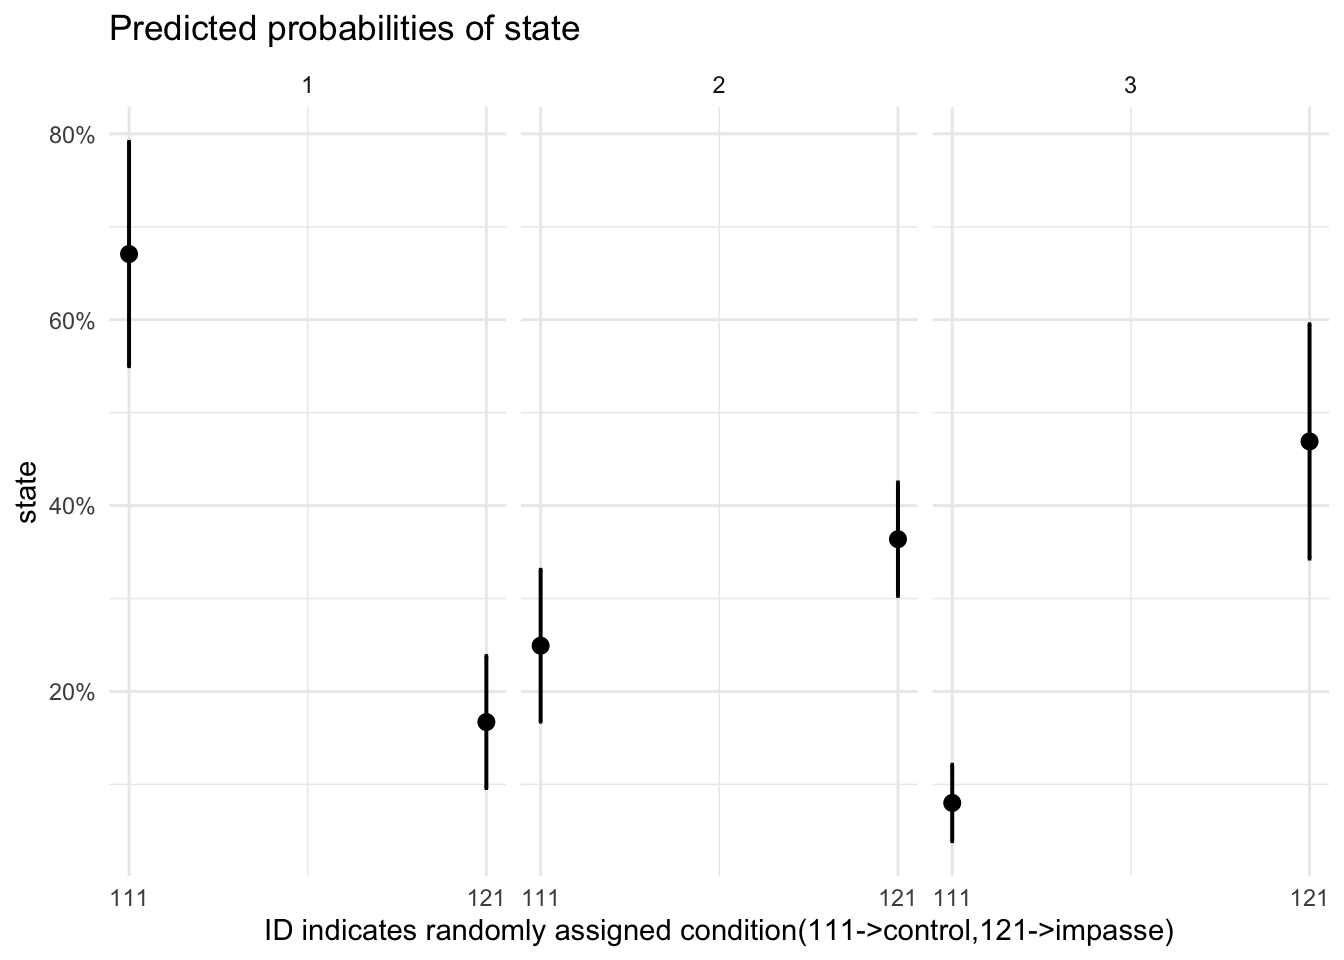 Predicted probabilities of state
1 2 3
80%
60%
40%
20%
state
111 121 111 121 111 121
ID indicates randomly assigned condition(111->control,121->impasse)